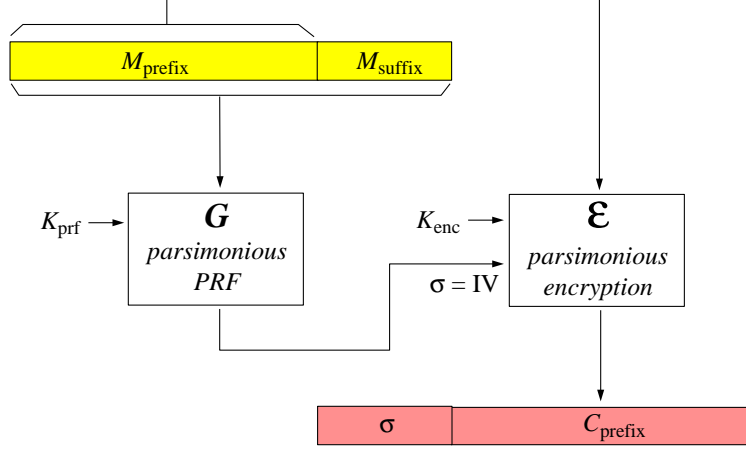 M_prefix M_suffix
K_prf
G
parsimonious
PRF
K_enc
ε
parsimonious
encryption
σ = IV
σ C_prefix